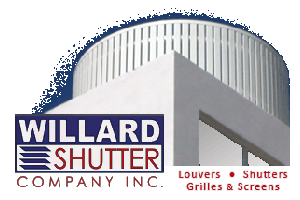 WILLARD
SHUTTER
COMPANY INC.
Louvers • Shutters
Grilles & Screens